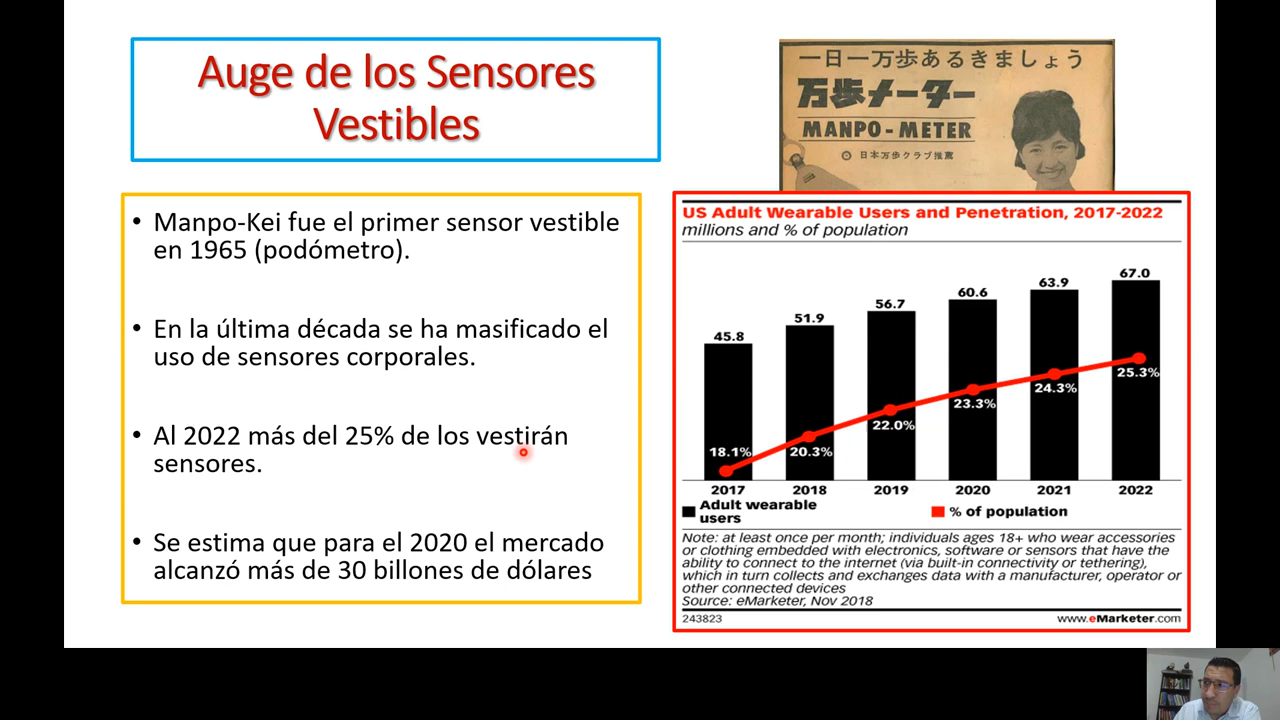 Auge de los Sensores
Vestibles
• Manpo-Kei fue el primer sensor vestible
en 1965 (podómetro).
• En la última década se ha masificado el
uso de sensores corporales.
• Al 2022 más del 25% de los vestirán
sensores.
• Se estima que para el 2020 el mercado
alcanzó más de 30 billones de dólares
一日一万歩あるきましょう
万歩メーター
MANPO-METER
日本万歩クラブ推薦
US Adult Wearable Users and Penetration, 2017-2022
millions and % of population
45.8
51.9
56.7
60.6
63.9
67.0
18.1%
20.3%
22.0%
23.3%
24.3%
25.3%
2017 2018 2019 2020 2021 2022
Adult wearable
users
% of population
Note: at least once per month; individuals ages 18+ who wear accessories
or clothing embedded with electronics, software or sensors that have the
ability to connect to the internet (via built-in connectivity or tethering),
which in turn collects and exchanges data with a manufacturer, operator or
other connected devices
Source: eMarketer, Nov 2018
243823 www.eMarketer.com